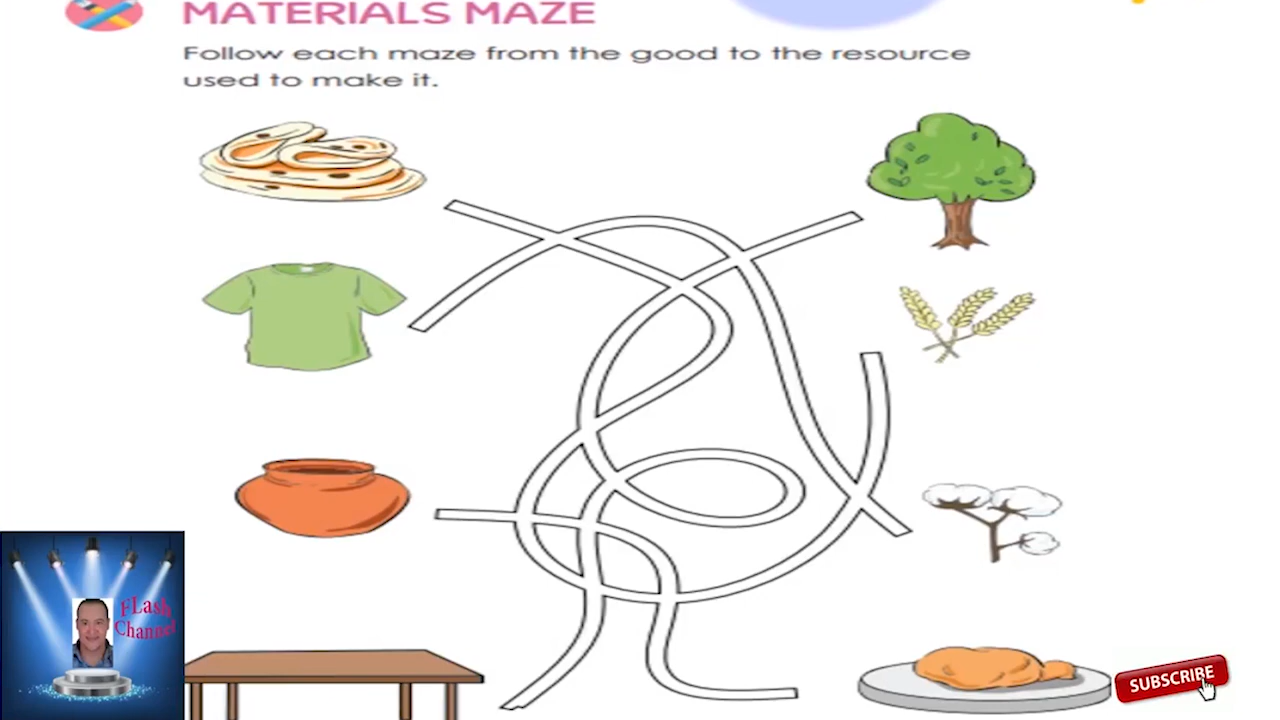 MATERIALS MAZE
Follow each maze from the good to the resource
used to make it.
FLash
Channel
SUBSCRIBE